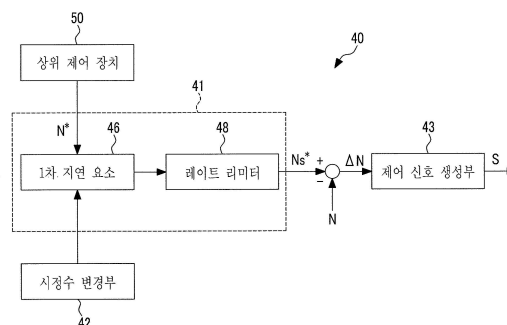 50
상위 제어 장치
40
41
N*
46
48
43
1차 지연 요소
레이트 리미터
Ns*
+
−
ΔN
제어 신호 생성부
S
N
시정수 변경부
42